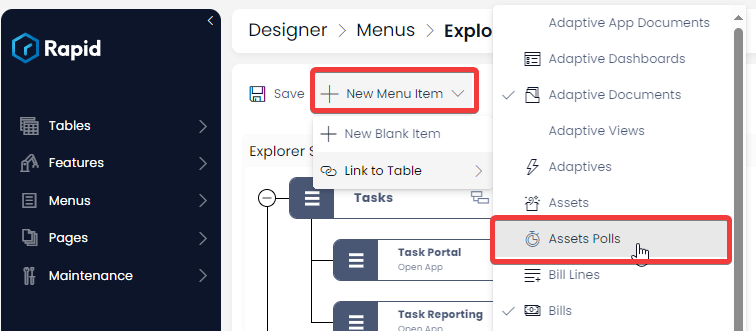 Rapid
Tables
Features
Menus
Pages
Maintenance
Designer > Menus > Explo
Save
New Menu Item
New Blank Item
Link to Table
Explorer S
Tasks
Task Portal
Open App
Task Reporting
Open App
Adaptive App Documents
Adaptive Dashboards
Adaptive Documents
Adaptive Views
Adaptives
Assets
Assets Polls
Bill Lines
Bills